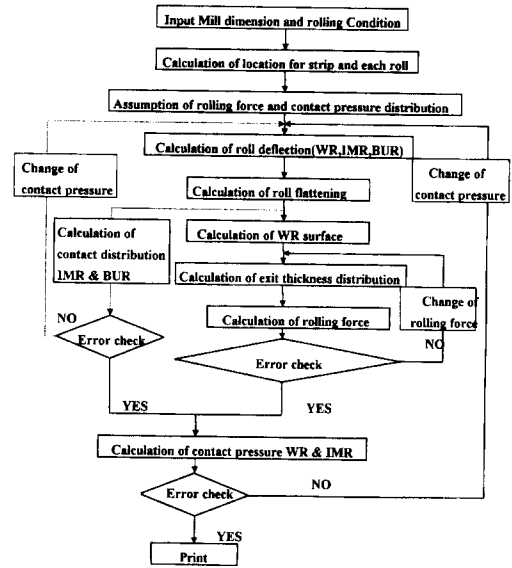 Input Mill dimension and rolling Condition
Calculation of location for strip and each roll
Assumption of rolling force and contact pressure distribution
Calculation of roll deflection(WR,IMR,BUR)
Change of
contact pressure
Change of
contact pressure
Calculation of roll flattening
Calculation of
contact distribution
IMR & BUR
Calculation of WR surface
Calculation of exit thickness distribution
Change of
rolling force
Calculation of rolling force
NO
Error check
Error check
NO
YES
YES
Calculation of contact pressure WR & IMR
Error check
NO
YES
Print